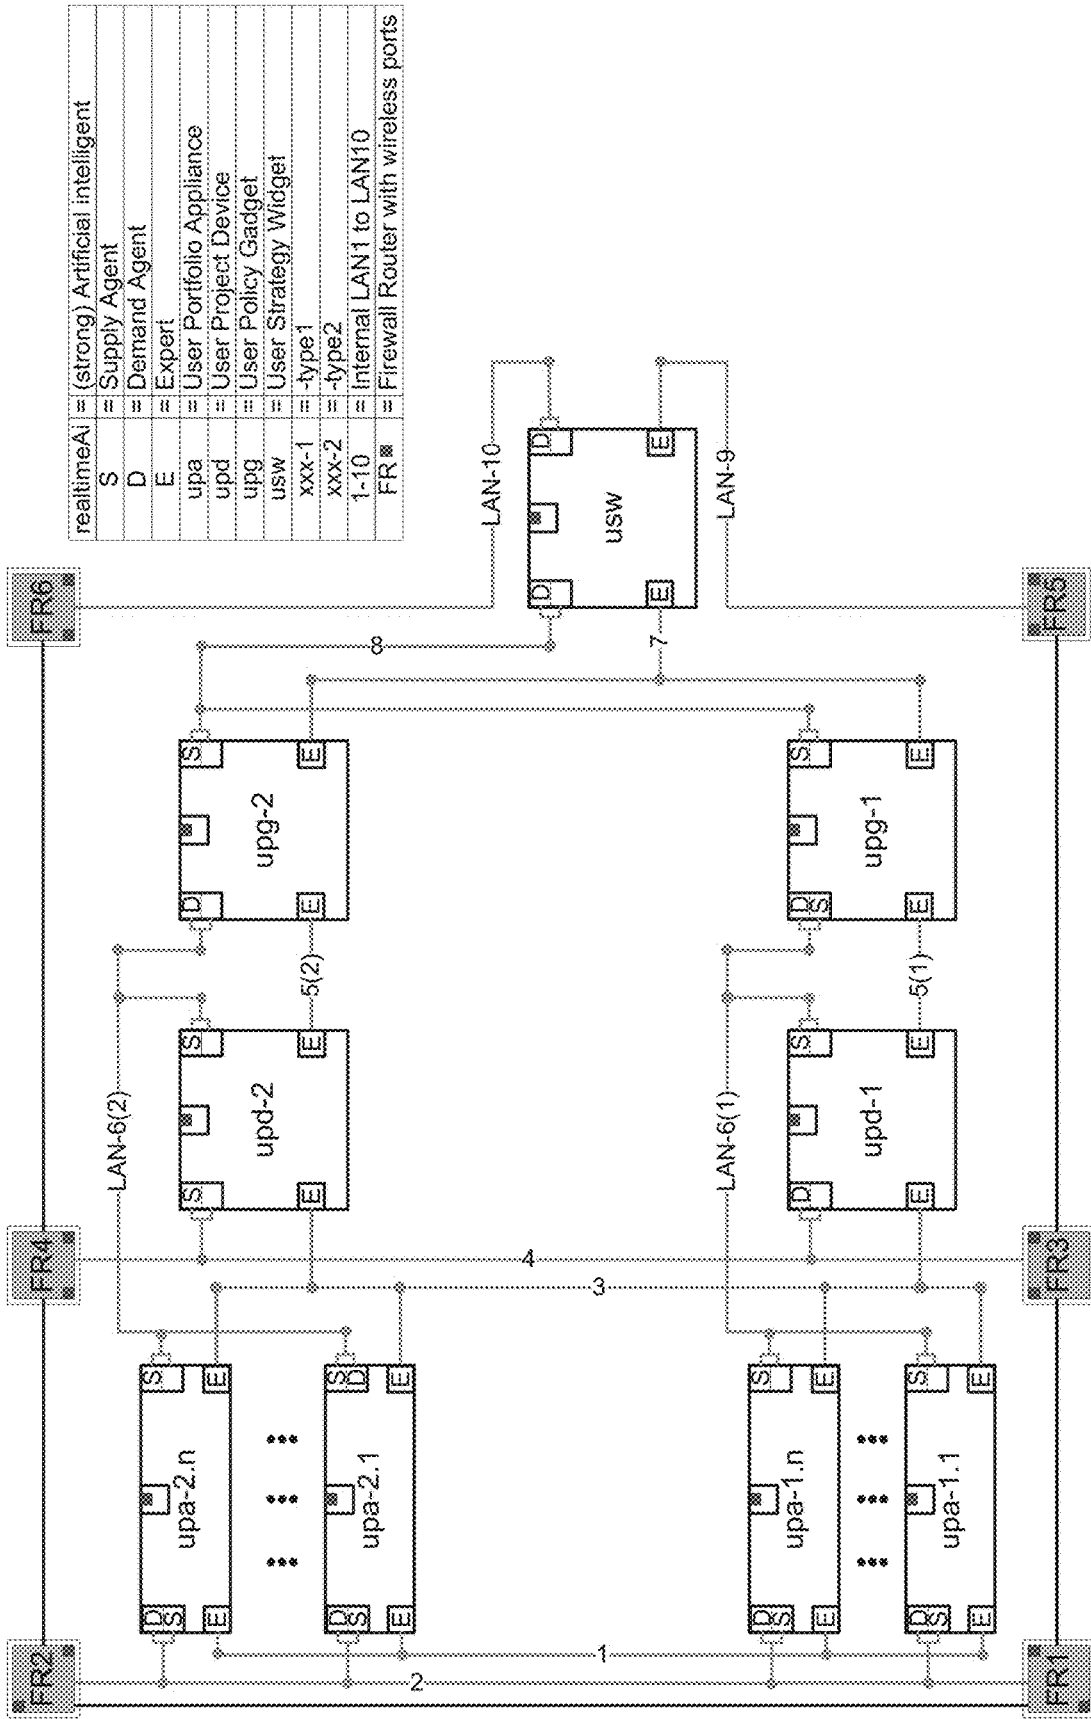 realtimeAi = (strong) Artificial intelligent
S = Supply Agent
D = Demand Agent
E = Expert
upa = User Portfolio Appliance
upd = User Project Device
upg = User Policy Gadget
usw = User Strategy Widget
xxx-1 = -type1
xxx-2 = -type2
1-10 = Internal LAN1 to LAN10
FR = Firewall Router with wireless ports
FR2
FR4
FR6
D
S
upa-2.n
S
E
E
LAN-6(2)
S
upd-2
S
E
E
5(2)
D
upg-2
S
E
E
8
LAN-10
D
S
upa-2.1
S
D
E
E
2
1
4
3
7
D
usw
D
E
E
LAN-9
D
S
upa-1.n
S
E
E
LAN-6(1)
D
upd-1
S
E
E
5(1)
D
S
upg-1
S
E
E
D
S
upa-1.1
S
E
E
FR1
FR3
FR5